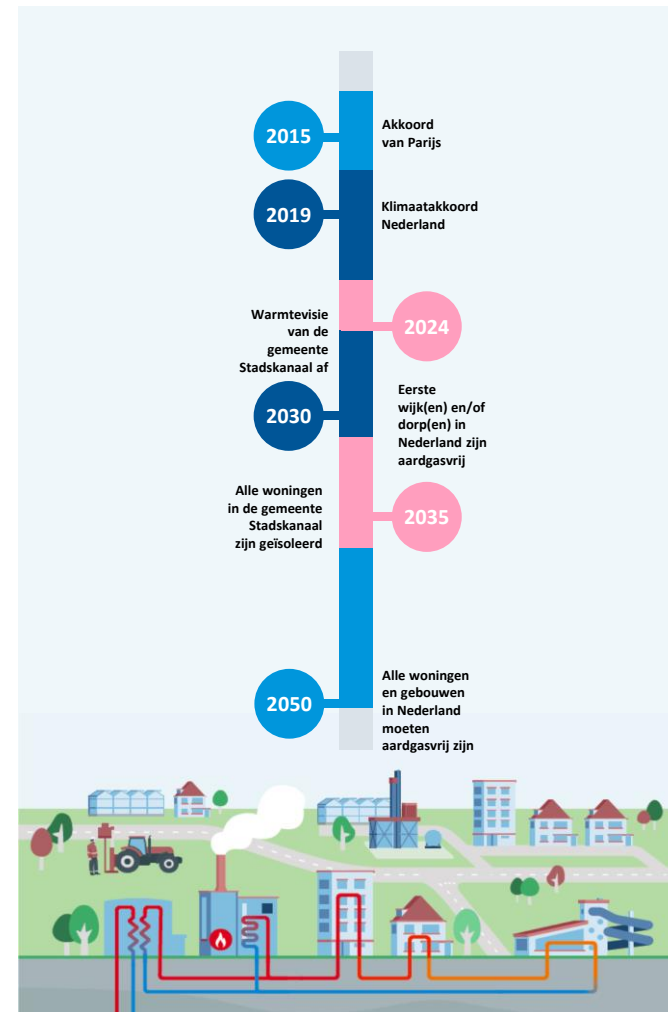 2015
Akkoord
van Parijs
2019
Klimaatakkoord
Nederland
Warmtevisie
van de
gemeente
Stadskanaal af
2024
2030
Eerste
wijk(en) en/of
dorp(en) in
Nederland zijn
aardgasvrij
Alle woningen
in de gemeente
Stadskanaal
zijn geïsoleerd
2035
2050
Alle woningen
en gebouwen
in Nederland
moeten
aardgasvrij zijn